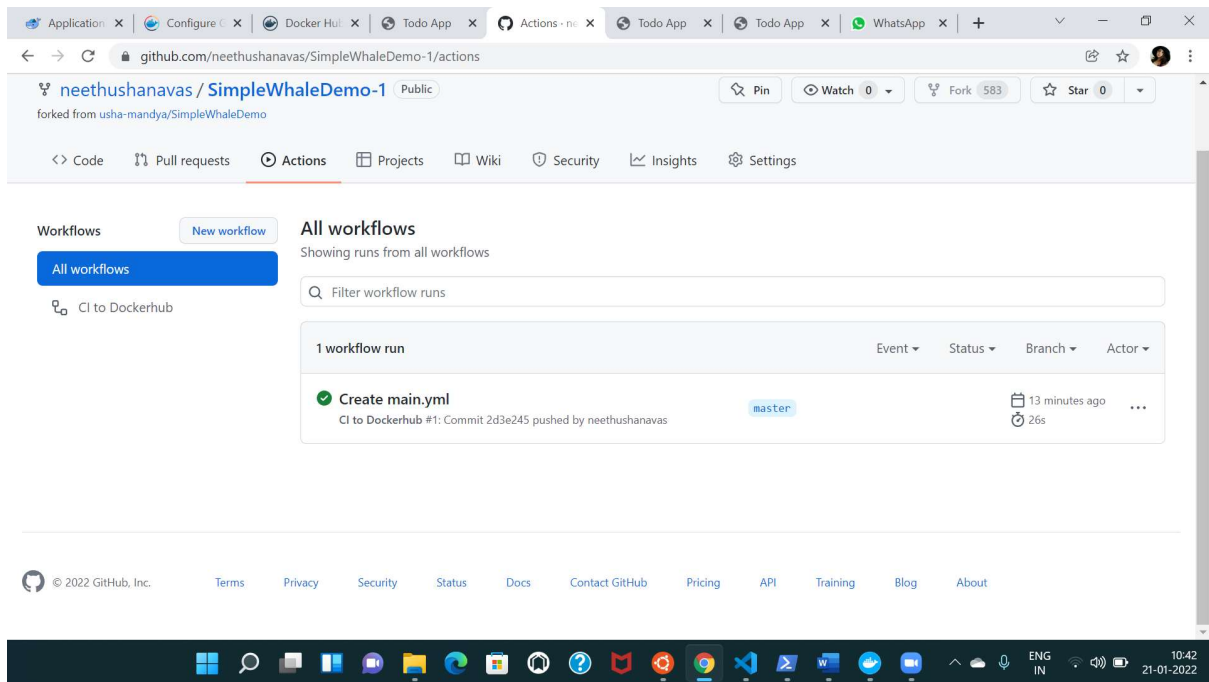 Application
Configure G
Docker Hub
Todo App
Actions · ne
Todo App
Todo App
WhatsApp
github.com/neethushanavas/SimpleWhaleDemo-1/actions
neethushanavas / SimpleWhaleDemo-1 Public
Pin
Watch 0
Fork 583
Star 0
forked from usha-mandya/SimpleWhaleDemo
Code
Pull requests
Actions
Projects
Wiki
Security
Insights
Settings
Workflows
New workflow
All workflows
CI to Dockerhub
All workflows
Showing runs from all workflows
Filter workflow runs
1 workflow run
Event
Status
Branch
Actor
Create main.yml
CI to Dockerhub #1: Commit 2d3e245 pushed by neethushanavas
master
13 minutes ago
26s
© 2022 GitHub, Inc.
Terms
Privacy
Security
Status
Docs
Contact GitHub
Pricing
API
Training
Blog
About
ENG
IN
10:42
21-01-2022